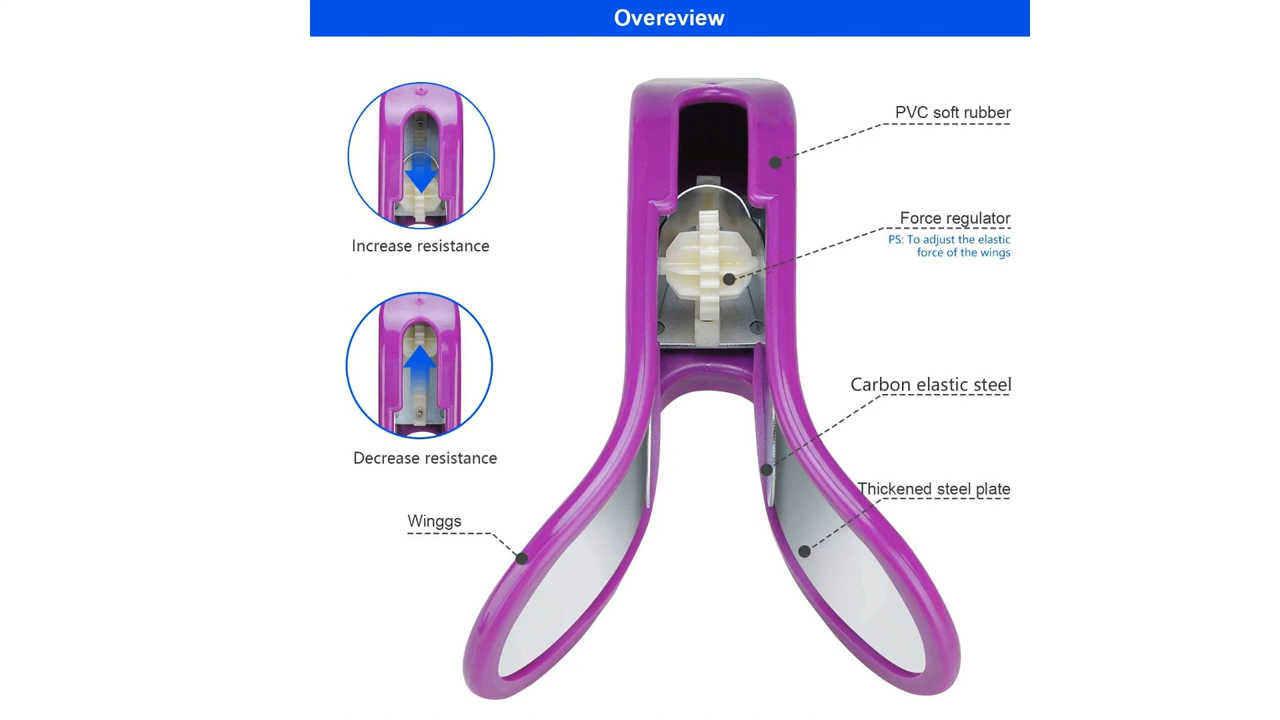 Overeview
PVC soft rubber
Force regulator
PS: To adjust the elastic
force of the wings
Increase resistance
Carbon elastic steel
Decrease resistance
Thickened steel plate
Winggs